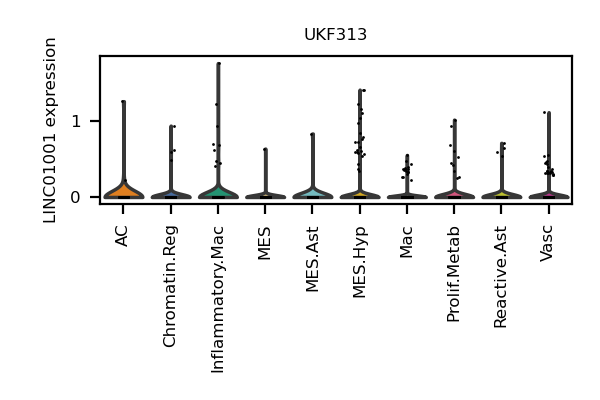 UKF313
LINC01001 expression
1
0
AC
Chromatin.Reg
Inflammatory.Mac
MES
MES.Ast
MES.Hyp
Mac
Prolif.Metab
Reactive.Ast
Vasc